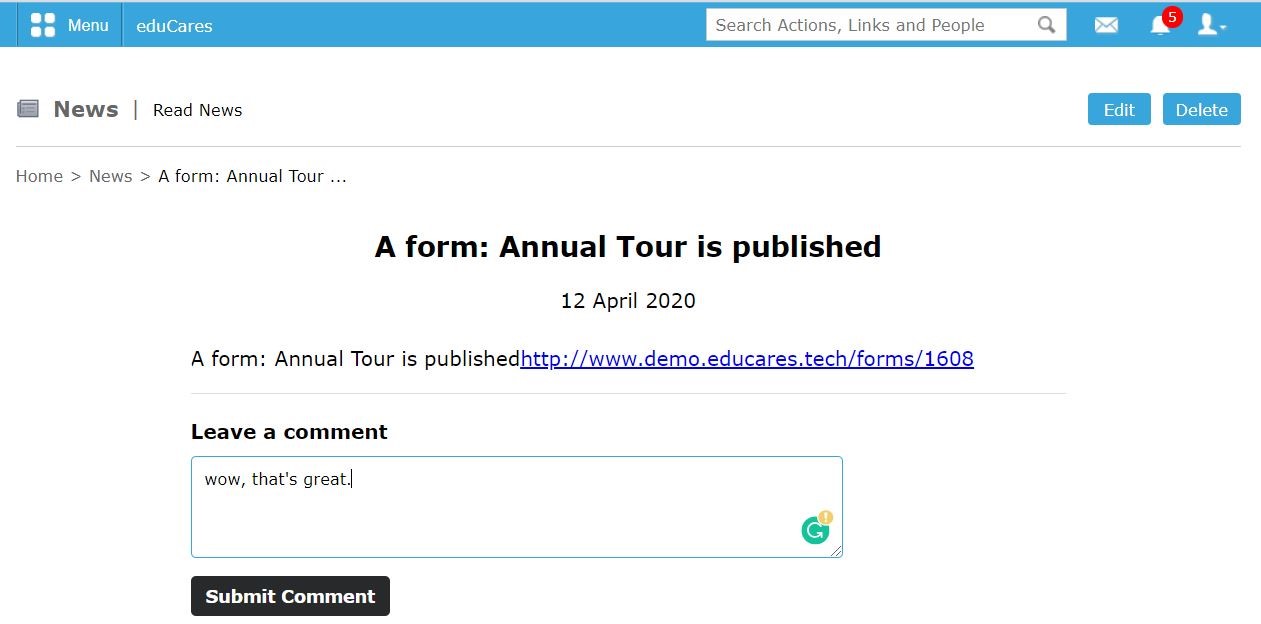 Menu eduCares Search Actions, Links and People 5
News | Read News Edit Delete
Home > News > A form: Annual Tour ...
A form: Annual Tour is published
12 April 2020
A form: Annual Tour is publishedhttp://www.demo.educares.tech/forms/1608
Leave a comment
wow, that's great.
Submit Comment